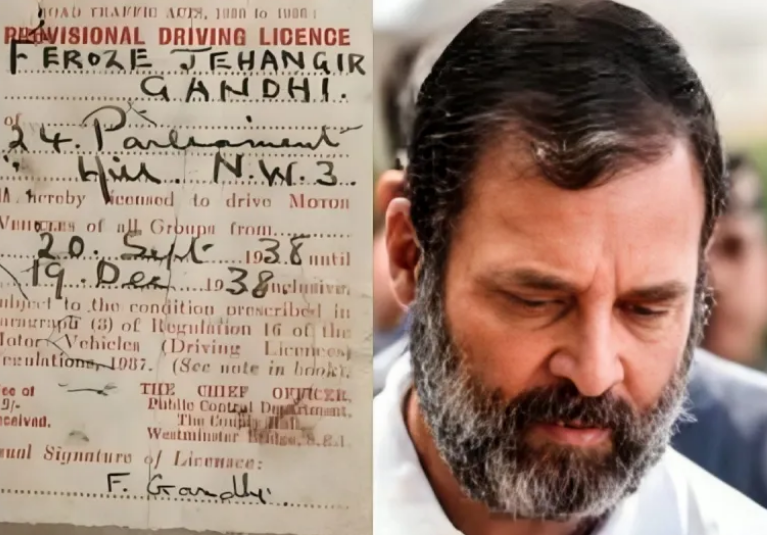 ROAD TRAFFIC ACTS, 1930 to 1936:
PROVISIONAL DRIVING LICENCE
FEROZE JEHANGIR
GANDHI.
of
24. Parliament
Hill N.W.3.
hereby licensed to drive MOTOR
VEHICLES of all Groups from
20. Sept 1938 until
19 Dec 1938 inclusive,
subject to the condition prescribed in
paragraph (3) of Regulation 16 of the
Motor Vehicles (Driving Licences)
Regulations, 1937. (See note in book).
THE CHIEF OFFICER,
Public Control Department,
The County Hall,
Westminster Bridge, S.E.1.
received.
Usual Signature of Licensee:
F. Gandhi.